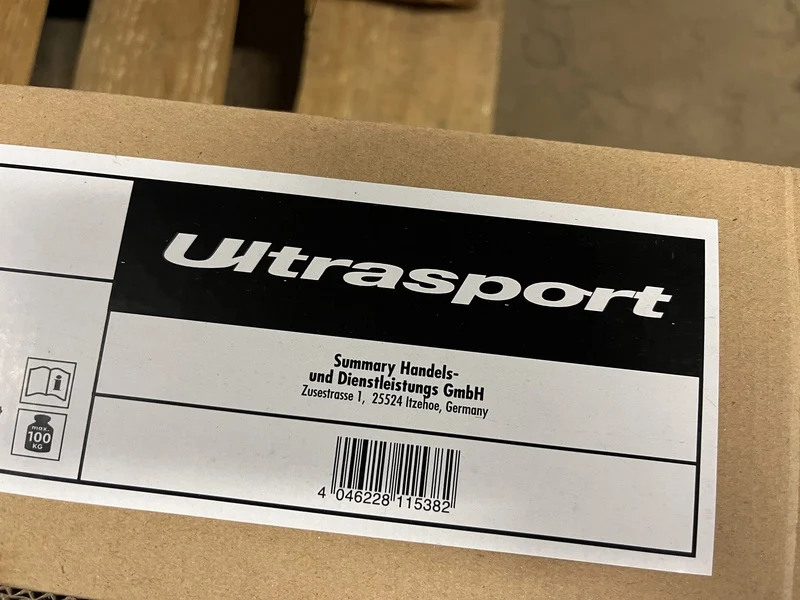 Ultrasport
Summary Handels-
und Dienstleistungs GmbH
Zusestrasse 1, 25524 Itzehoe, Germany
4 046228 115382
i
max.
100
KG